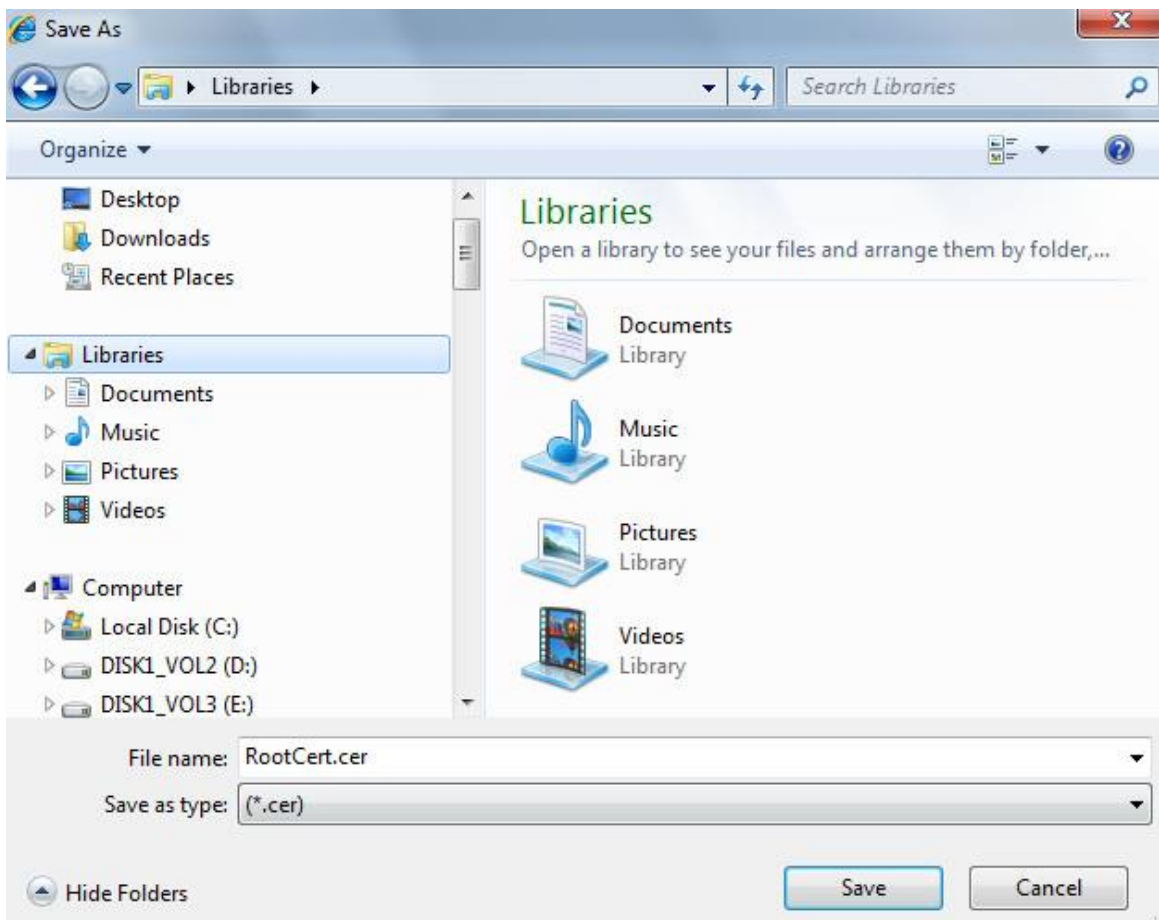 Save As
Libraries
Search Libraries
Organize
Desktop
Downloads
Recent Places
Libraries
Documents
Music
Pictures
Videos
Computer
Local Disk (C:)
DISK1_VOL2 (D:)
DISK1_VOL3 (E:)
Libraries
Open a library to see your files and arrange them by folder,...
Documents
Library
Music
Library
Pictures
Library
Videos
Library
File name: RootCert.cer
Save as type: (*.cer)
Hide Folders
Save
Cancel